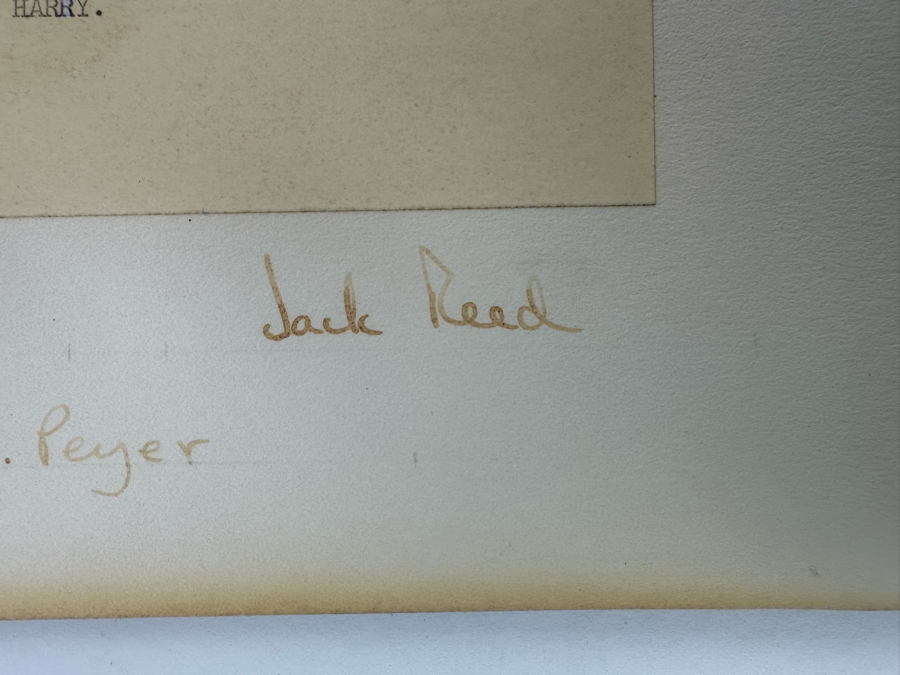 HARRY.
Jack Reed
. Peyer